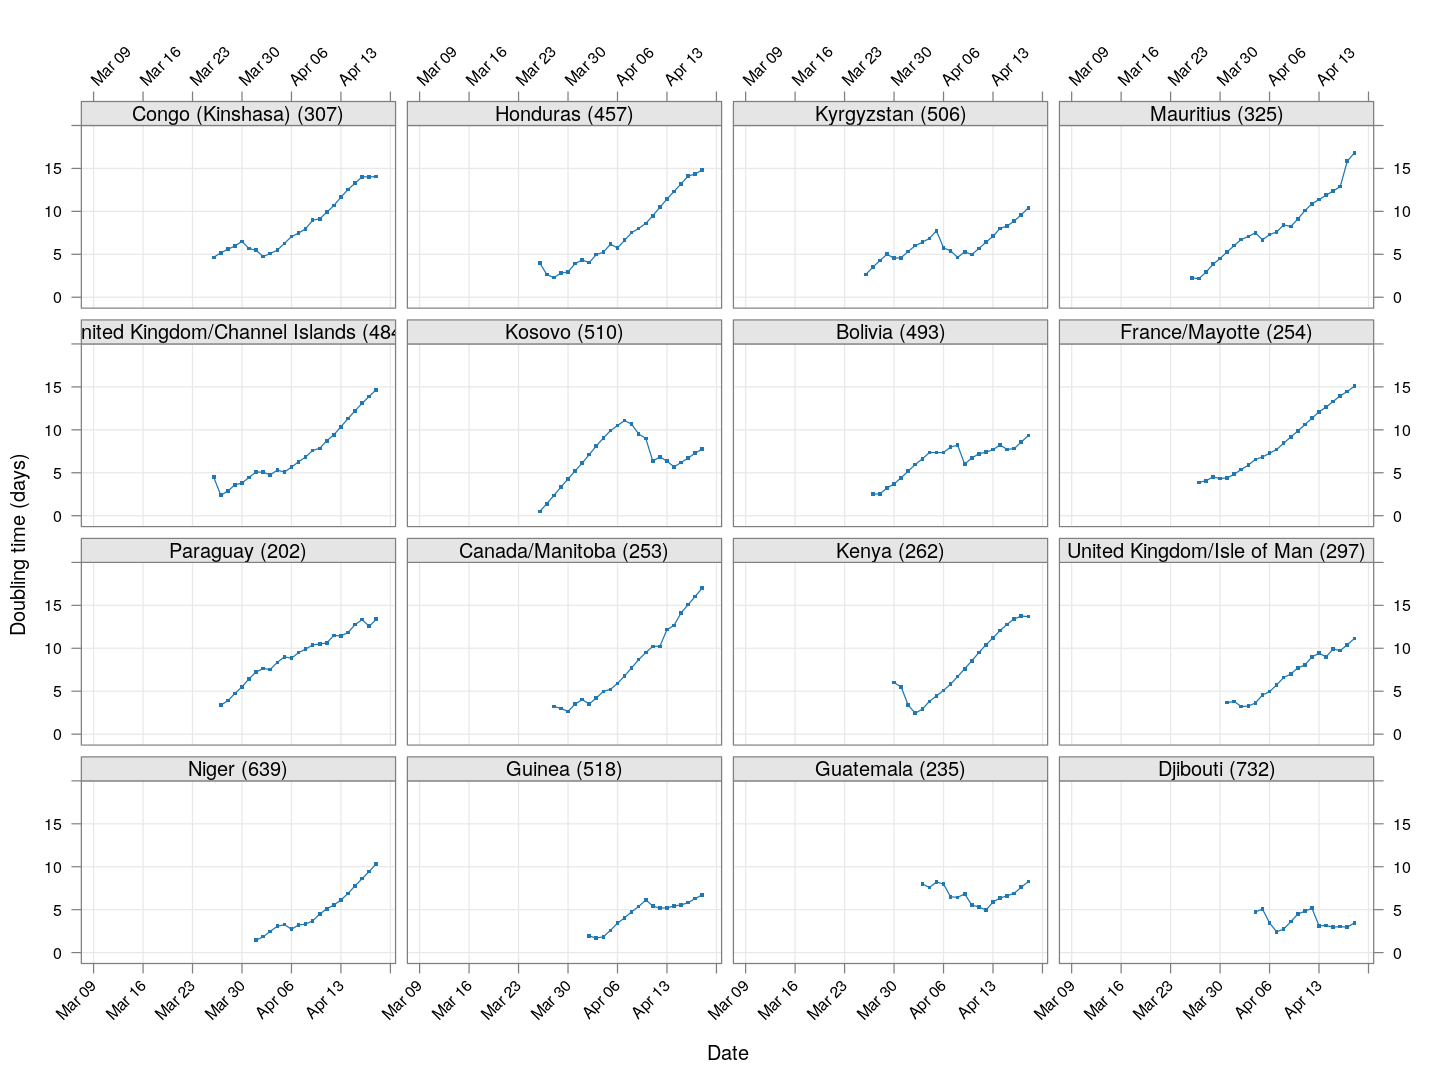 Mar 09 Mar 16 Mar 23 Mar 30 Apr 06 Apr 13 Mar 09 Mar 16 Mar 23 Mar 30 Apr 06 Apr 13 Mar 09 Mar 16 Mar 23 Mar 30 Apr 06 Apr 13 Mar 09 Mar 16 Mar 23 Mar 30 Apr 06 Apr 13
Congo (Kinshasa) (307) Honduras (457) Kyrgyzstan (506) Mauritius (325)
15 15
10 10
5 5
0 0
nited Kingdom/Channel Islands (484 Kosovo (510) Bolivia (493) France/Mayotte (254)
15 15
10 10
5 5
0 0
Doubling time (days)
Paraguay (202) Canada/Manitoba (253) Kenya (262) United Kingdom/Isle of Man (297)
15 15
10 10
5 5
0 0
Niger (639) Guinea (518) Guatemala (235) Djibouti (732)
15 15
10 10
5 5
0 0
Mar 09 Mar 16 Mar 23 Mar 30 Apr 06 Apr 13 Mar 09 Mar 16 Mar 23 Mar 30 Apr 06 Apr 13 Mar 09 Mar 16 Mar 23 Mar 30 Apr 06 Apr 13 Mar 09 Mar 16 Mar 23 Mar 30 Apr 06 Apr 13
Date